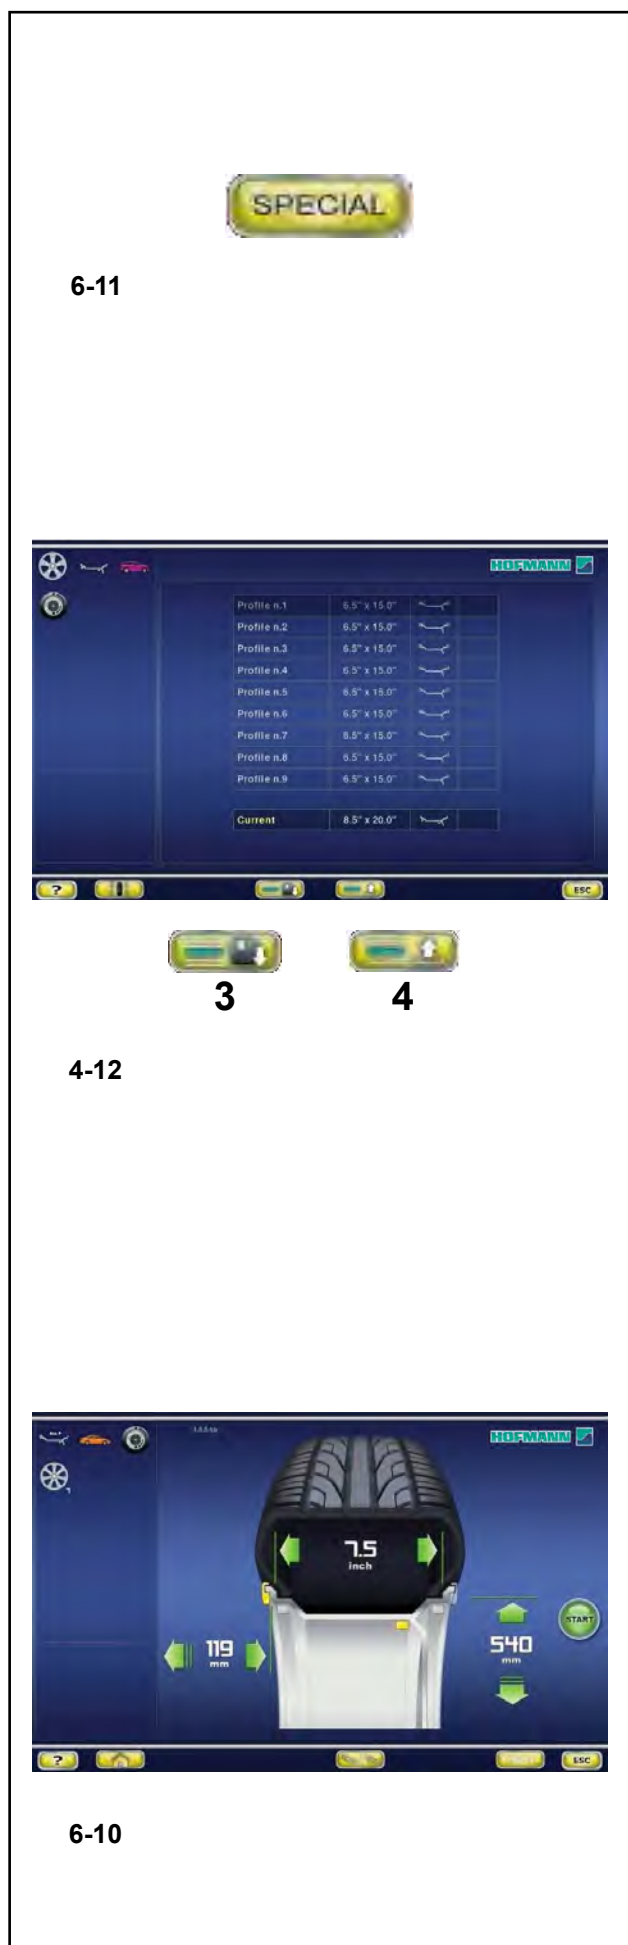 SPECIAL
6-11
HOFMANN
Profile n.1 6.5" x 15.0"
Profile n.2 6.5" x 15.0"
Profile n.3 6.5" x 15.0"
Profile n.4 6.5" x 15.0"
Profile n.5 6.5" x 15.0"
Profile n.6 6.5" x 15.0"
Profile n.7 6.5" x 15.0"
Profile n.8 6.5" x 15.0"
Profile n.9 6.5" x 15.0"
Current 8.5" x 20.0"
? ESC
3 4
4-12
HOFMANN
7.5
inch
START
119
mm
540
mm
? ESC
6-10